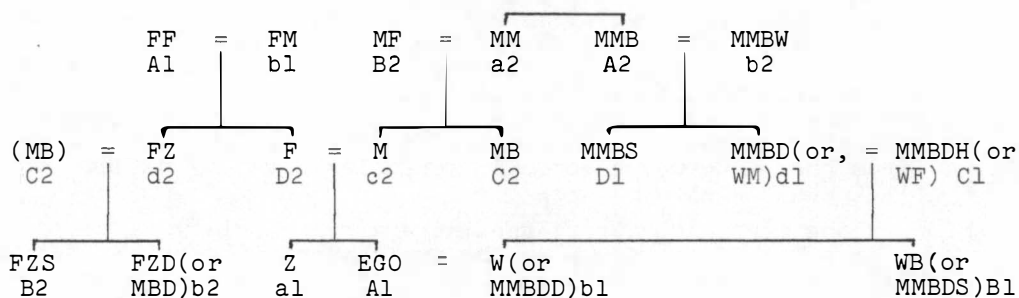 FF = FM MF = MM MMB = MMBW
A1 b1 B2 a2 A2 b2
(MB) = FZ F = M MB MMBS MMBD(or, = MMBDH(or
C2 d2 D2 c2 C2 D1 WM)d1 WF) C1
FZS FZD(or Z EGO = W(or WB(or
B2 MBD)b2 a1 A1 MMBDD)b1 MMBDS)B1